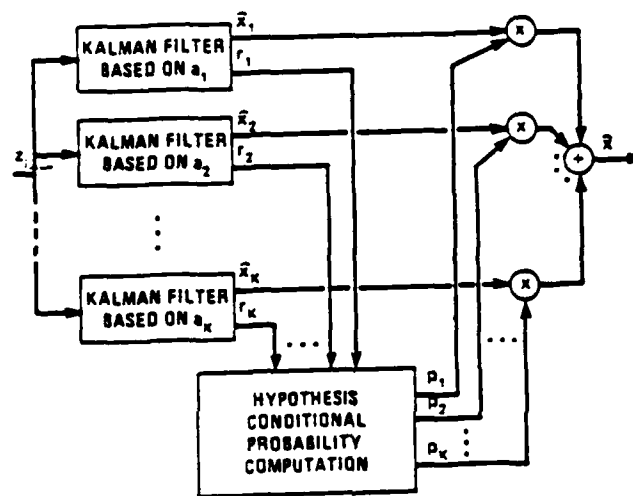 x̂₁
KALMAN FILTER
BASED ON a₁
r₁
x
x̂₂
KALMAN FILTER
BASED ON a₂
r₂
x
zᵢ
+
x̂
x̂ₖ
KALMAN FILTER
BASED ON aₖ
rₖ
x
HYPOTHESIS
CONDITIONAL
PROBABILITY
COMPUTATION
p₁
p₂
pₖ